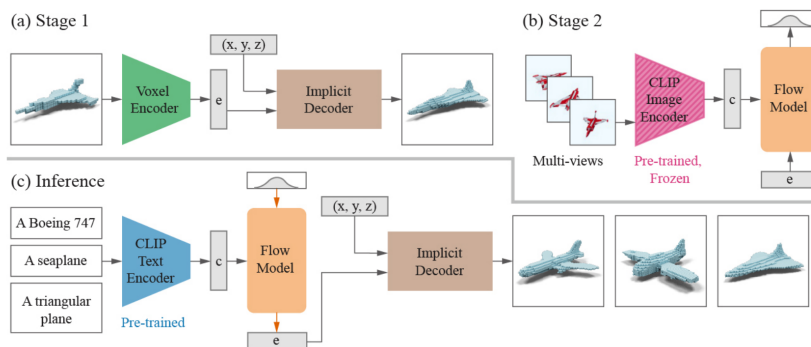 (a) Stage 1
Voxel
Encoder
e
(x, y, z)
Implicit
Decoder
(b) Stage 2
Multi-views
CLIP
Image
Encoder
Pre-trained,
Frozen
c
Flow
Model
e
(c) Inference
A Boeing 747
A seaplane
A triangular
plane
CLIP
Text
Encoder
Pre-trained
c
Flow
Model
e
(x, y, z)
Implicit
Decoder